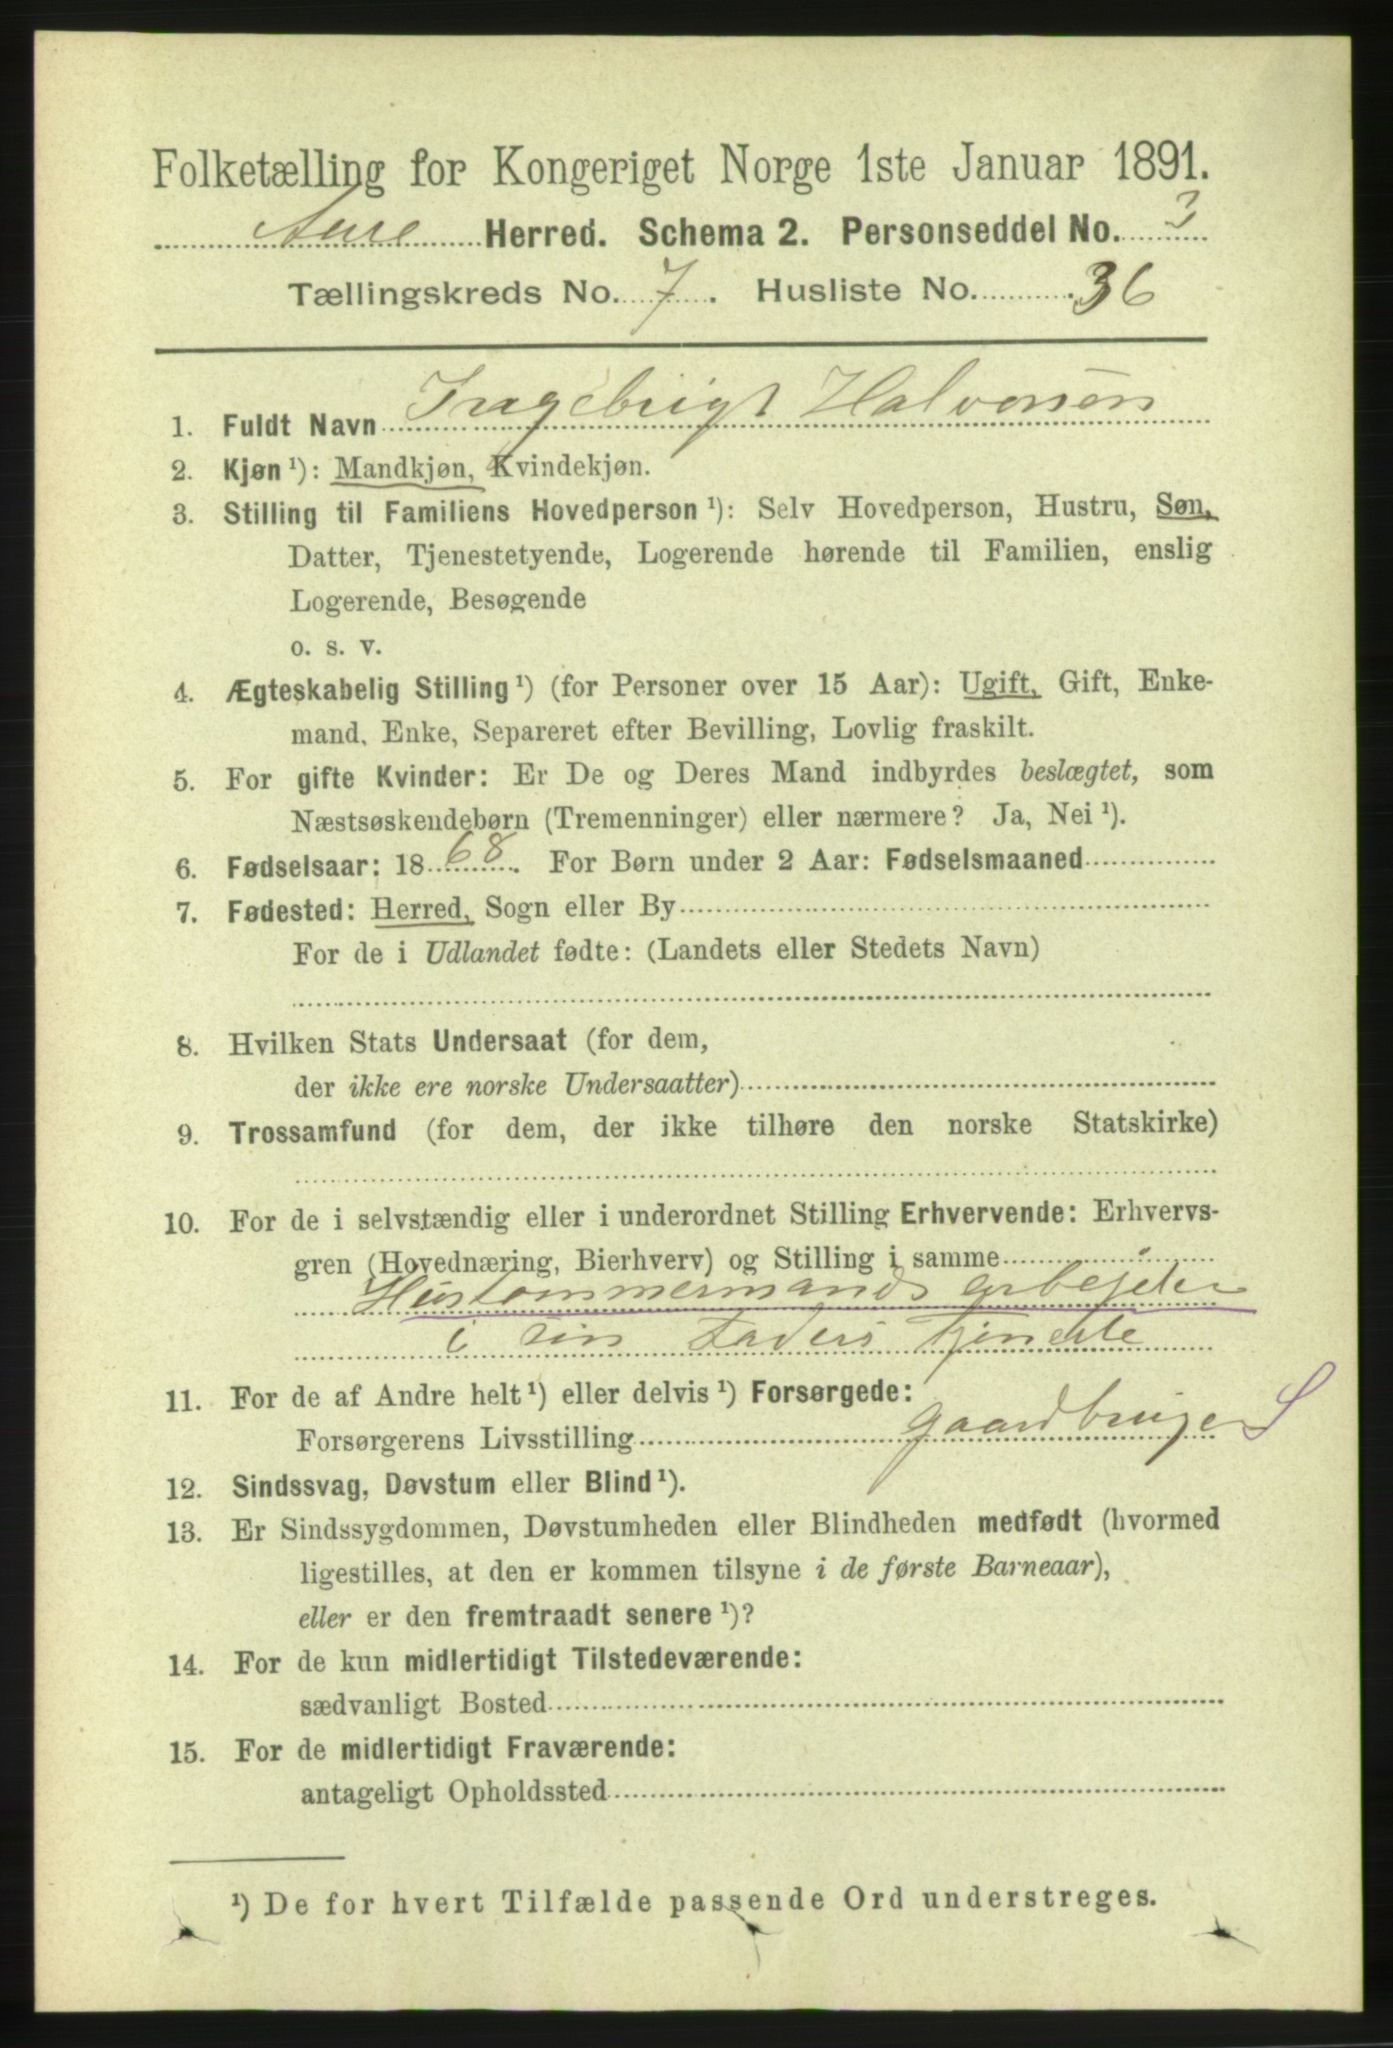 Folketælling for Kongeriget Norge 1ste Januar 1891.
Aure Herred. Schema 2. Personseddel No. 3
Tællingskreds No. 7. Husliste No. 36
1. Fuldt Navn Ingebrigt Halvorsen
2. Kjøn ¹): Mandkjøn, Kvindekjøn.
3. Stilling til Familiens Hovedperson ¹): Selv Hovedperson, Hustru, Søn,
Datter, Tjenestetyende, Logerende hørende til Familien, enslig
Logerende, Besøgende
o. s. v.
4. Ægteskabelig Stilling ¹) (for Personer over 15 Aar): Ugift, Gift, Enke-
mand, Enke, Separeret efter Bevilling, Lovlig fraskilt.
5. For gifte Kvinder: Er De og Deres Mand indbyrdes beslægtet, som
Næstsøskendebørn (Tremenninger) eller nærmere? Ja, Nei ¹).
6. Fødselsaar: 1868. For Børn under 2 Aar: Fødselsmaaned
7. Fødested: Herred, Sogn eller By
For de i Udlandet fødte: (Landets eller Stedets Navn)
8. Hvilken Stats Undersaat (for dem,
der ikke ere norske Undersaatter)
9. Trossamfund (for dem, der ikke tilhøre den norske Statskirke)
10. For de i selvstændig eller i underordnet Stilling Erhvervende: Erhvervs-
gren (Hovednæring, Bierhverv) og Stilling i samme
Hustømmermands arbejder
i sin Faders tjeneste
11. For de af Andre helt ¹) eller delvis ¹) Forsørgede:
Forsørgerens Livsstilling Gaardbruger S
12. Sindssvag, Døvstum eller Blind ¹).
13. Er Sindssygdommen, Døvstumheden eller Blindheden medfødt (hvormed
ligestilles, at den er kommen tilsyne i de første Barneaar),
eller er den fremtraadt senere ¹)?
14. For de kun midlertidigt Tilstedeværende:
sædvanligt Bosted
15. For de midlertidigt Fraværende:
antageligt Opholdssted
¹) De for hvert Tilfælde passende Ord understreges.